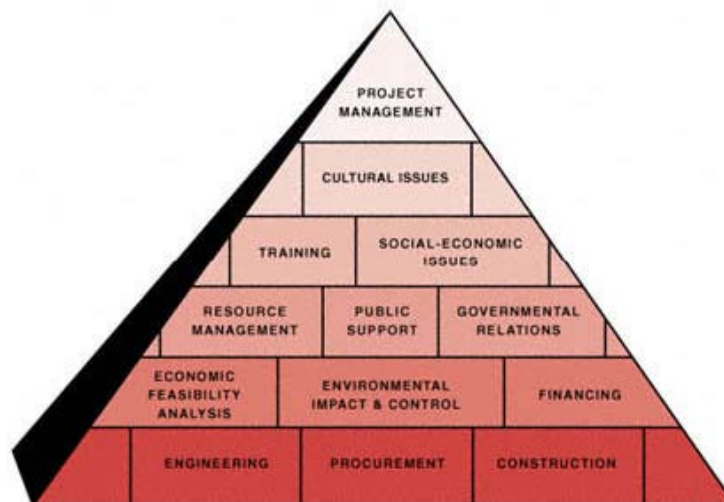 PROJECT
MANAGEMENT
CULTURAL ISSUES
TRAINING
SOCIAL-ECONOMIC
ISSUES
RESOURCE
MANAGEMENT
PUBLIC
SUPPORT
GOVERNMENTAL
RELATIONS
ECONOMIC
FEASIBILITY
ANALYSIS
ENVIRONMENTAL
IMPACT & CONTROL
FINANCING
ENGINEERING
PROCUREMENT
CONSTRUCTION